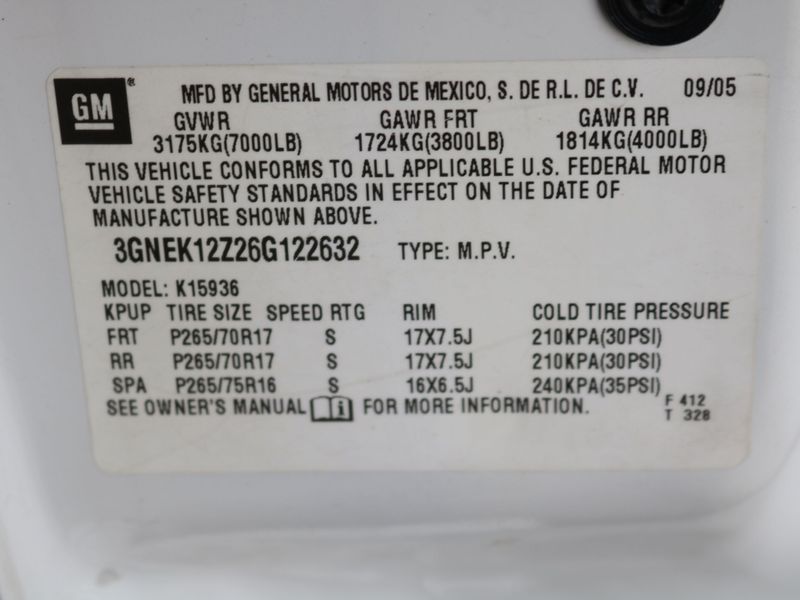 GM®
MFD BY GENERAL MOTORS DE MEXICO, S. DE R.L. DE C.V. 09/05
GVWR GAWR FRT GAWR RR
3175KG(7000LB) 1724KG(3800LB) 1814KG(4000LB)
THIS VEHICLE CONFORMS TO ALL APPLICABLE U.S. FEDERAL MOTOR
VEHICLE SAFETY STANDARDS IN EFFECT ON THE DATE OF
MANUFACTURE SHOWN ABOVE.
3GNEK12Z26G122632 TYPE: M.P.V.
MODEL: K15936
KPUP TIRE SIZE SPEED RTG RIM COLD TIRE PRESSURE
FRT P265/70R17 S 17X7.5J 210KPA(30PSI)
RR P265/70R17 S 17X7.5J 210KPA(30PSI)
SPA P265/75R16 S 16X6.5J 240KPA(35PSI)
SEE OWNER'S MANUAL i FOR MORE INFORMATION. F 412
T 328